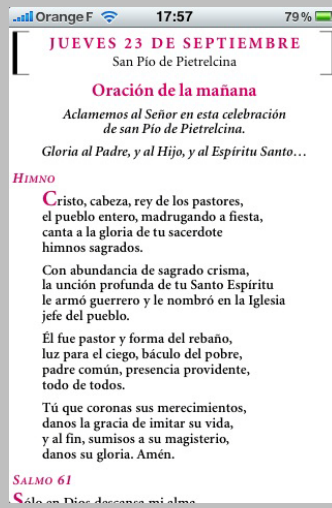 Orange F 17:57 79%
JUEVES 23 DE SEPTIEMBRE
San Pío de Pietrelcina
Oración de la mañana
Aclamemos al Señor en esta celebración
de san Pío de Pietrelcina.
Gloria al Padre, y al Hijo, y al Espíritu Santo…
HIMNO
Cristo, cabeza, rey de los pastores,
el pueblo entero, madrugando a fiesta,
canta a la gloria de tu sacerdote
himnos sagrados.
Con abundancia de sagrado crisma,
la unción profunda de tu Santo Espíritu
le armó guerrero y le nombró en la Iglesia
jefe del pueblo.
Él fue pastor y forma del rebaño,
luz para el ciego, báculo del pobre,
padre común, presencia providente,
todo de todos.
Tú que coronas sus merecimientos,
danos la gracia de imitar su vida,
y al fin, sumisos a su magisterio,
danos su gloria. Amén.
SALMO 61
Sólo en Dios descansa mi alma